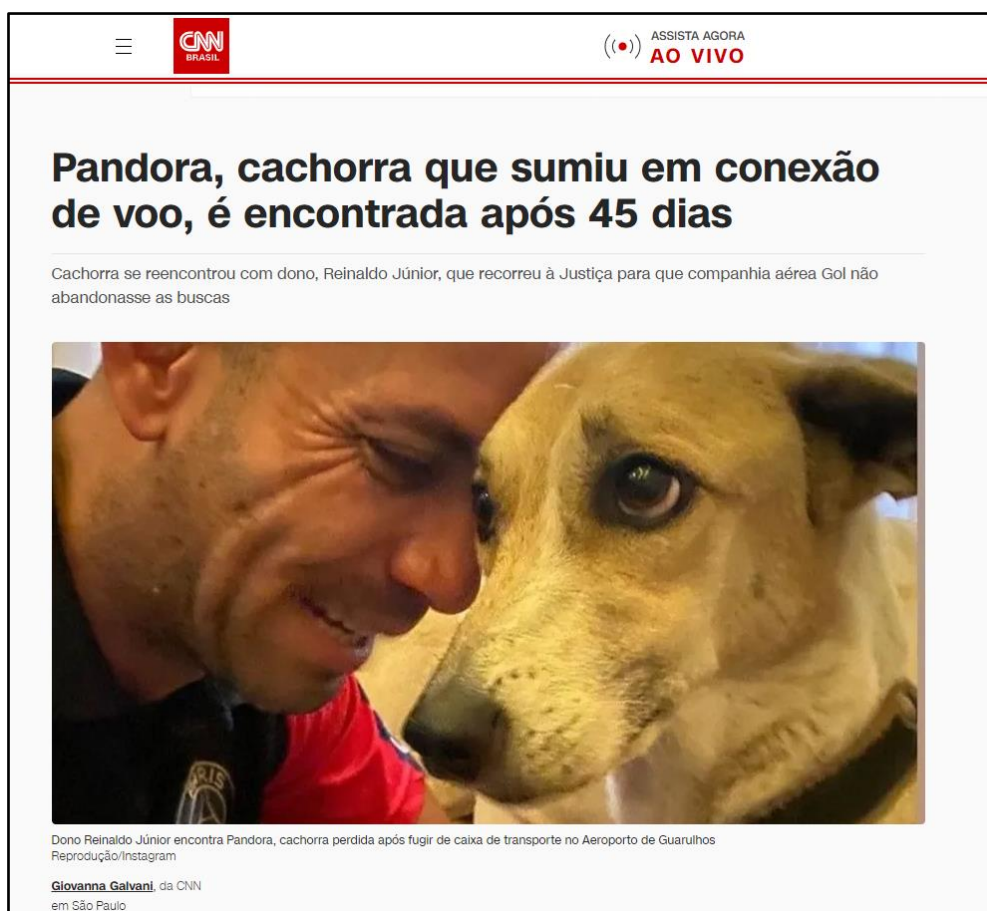 CNN
BRASIL
ASSISTA AGORA
AO VIVO
Pandora, cachorra que sumiu em conexão
de voo, é encontrada após 45 dias
Cachorra se reencontrou com dono, Reinaldo Júnior, que recorreu à Justiça para que companhia aérea Gol não
abandonasse as buscas
PARIS
Dono Reinaldo Júnior encontra Pandora, cachorra perdida após fugir de caixa de transporte no Aeroporto de Guarulhos
Reprodução/Instagram
Giovanna Galvani, da CNN
em São Paulo